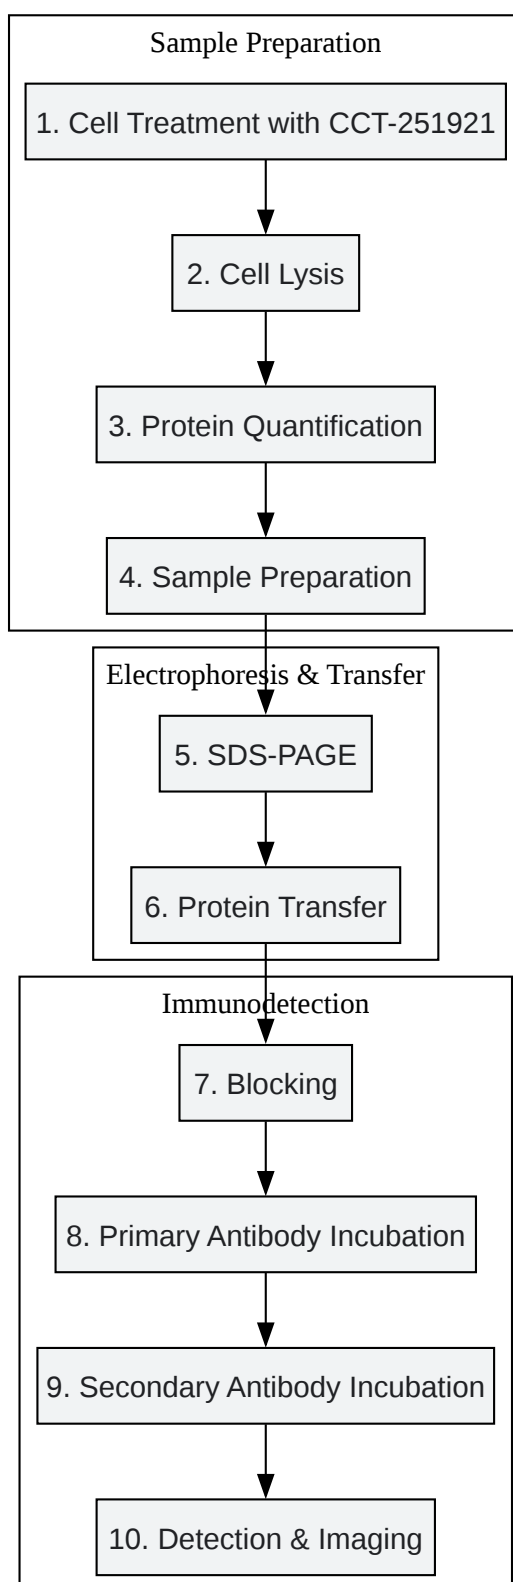 Sample Preparation
1. Cell Treatment with CCT-251921
2. Cell Lysis
3. Protein Quantification
4. Sample Preparation
Electrophoresis & Transfer
5. SDS-PAGE
6. Protein Transfer
Immunodetection
7. Blocking
8. Primary Antibody Incubation
9. Secondary Antibody Incubation
10. Detection & Imaging